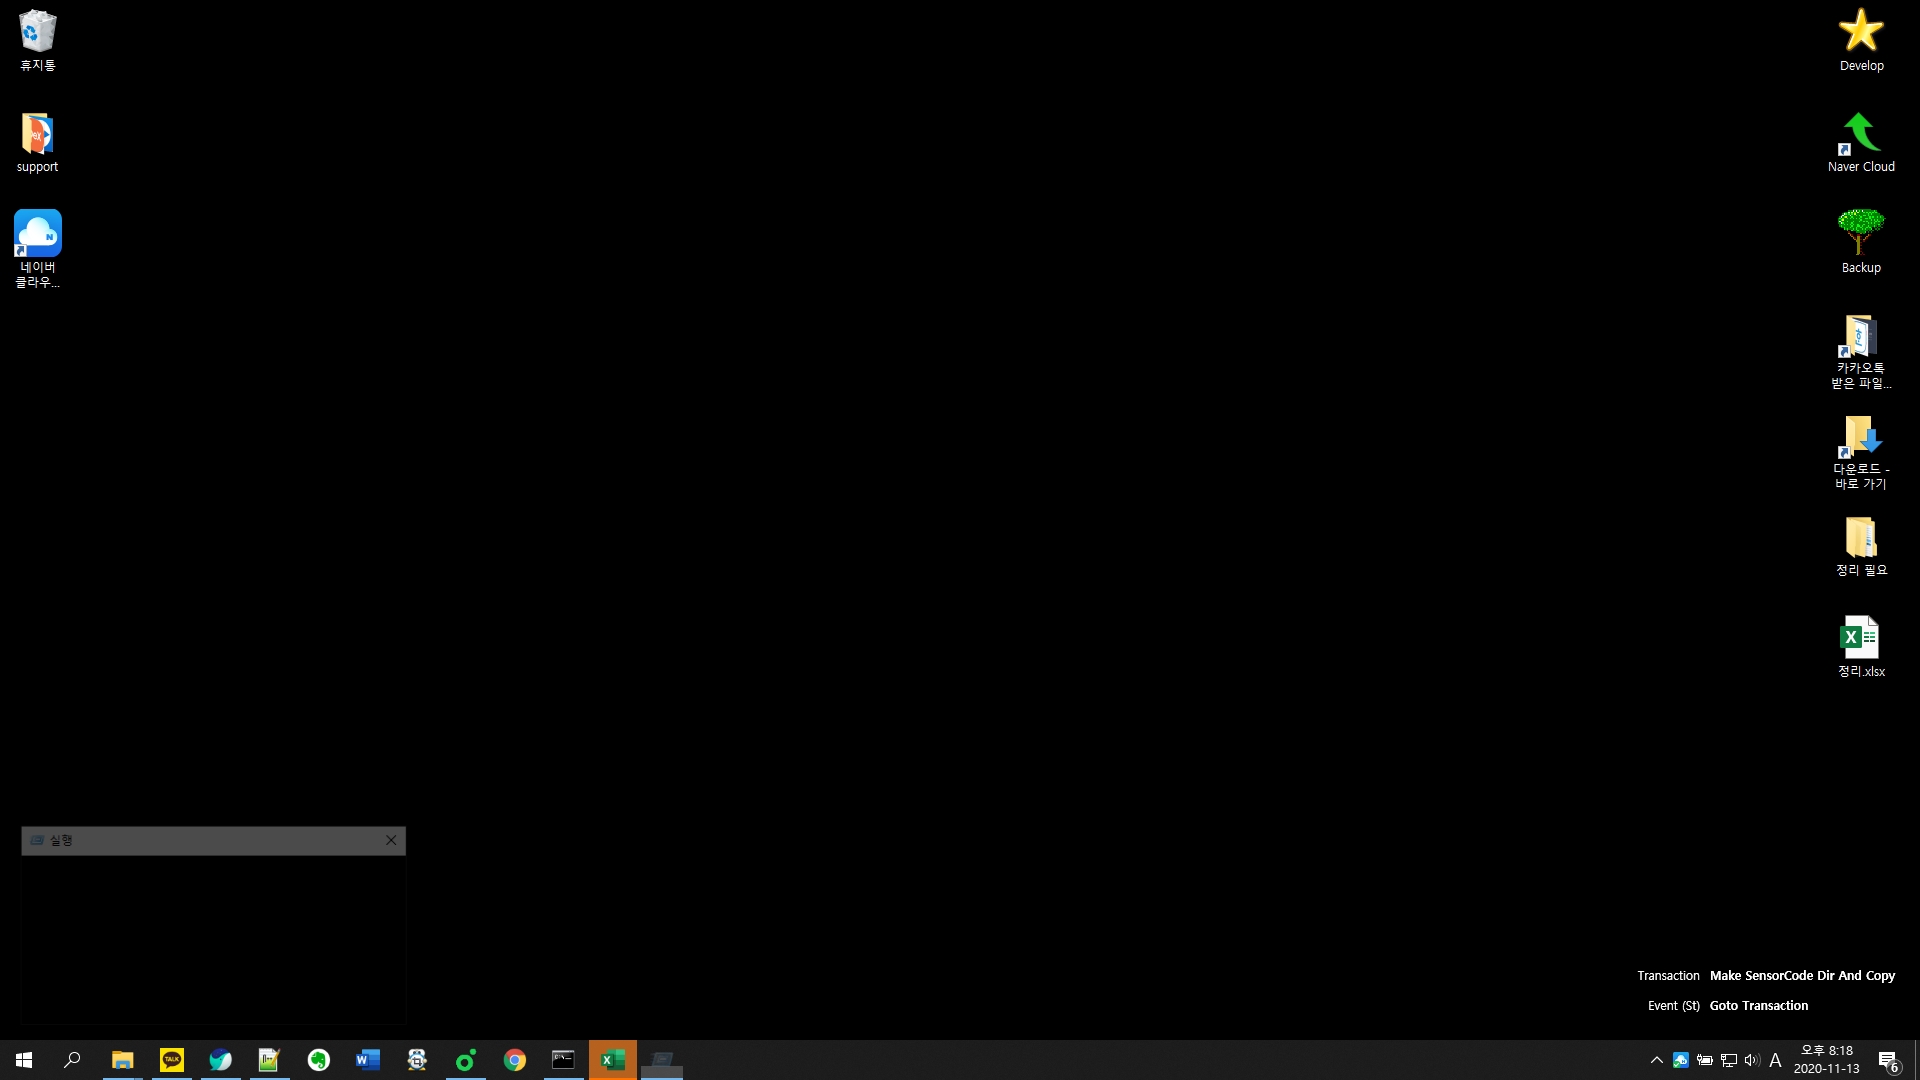 휴지통
support
네이버
클라우...
Develop
Naver Cloud
Backup
카카오톡
받은 파일...
다운로드 -
바로 가기
정리 필요
정리.xlsx
실행
Transaction Make SensorCode Dir And Copy
Event (St) Goto Transaction
TALK
A
오후 8:18
2020-11-13
6